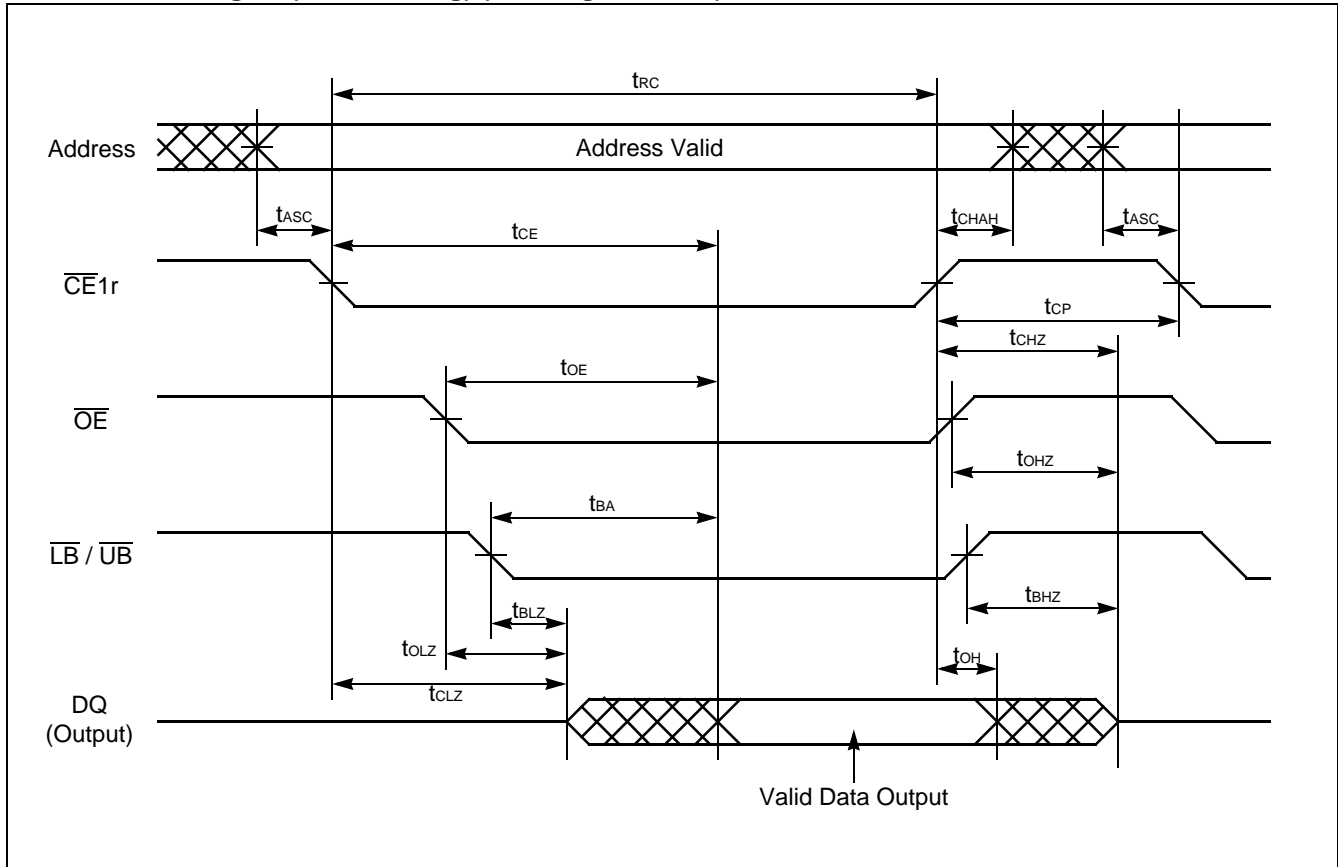 tRC
Address
Address Valid
tASC
tCE
tCHAH
tASC
CE1r
tCP
tCHZ
tOE
OE
tOHZ
tBA
LB / UB
tBHZ
tBLZ
tOLZ
tOH
tCLZ
DQ
(Output)
Valid Data Output